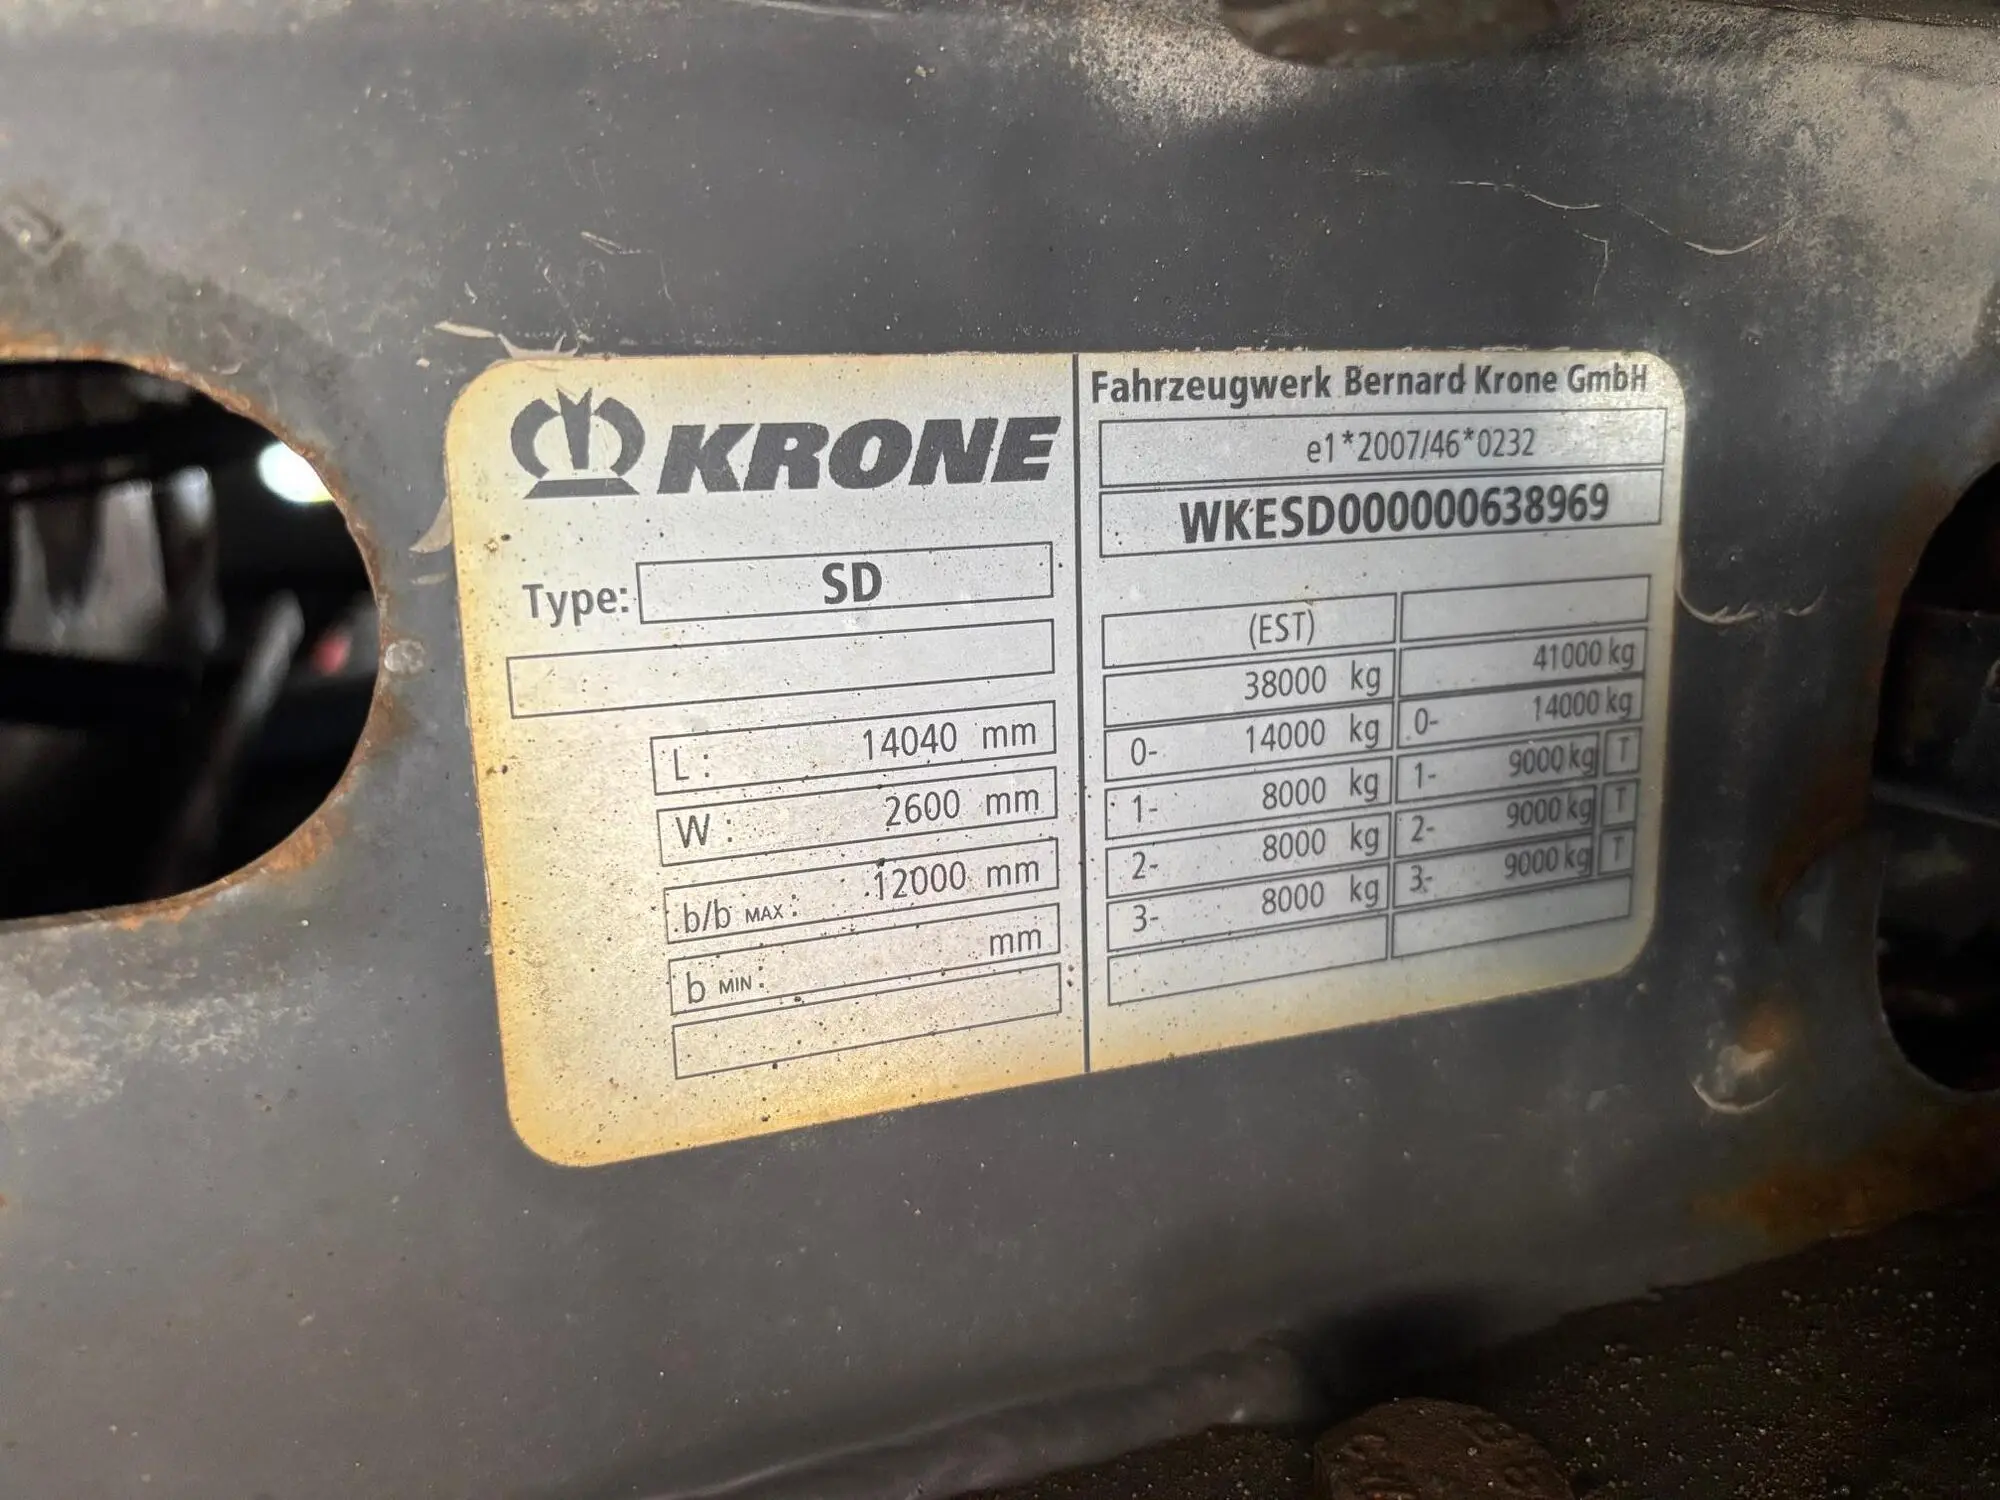 KRONE
Type: SD
L: 14040 mm
W: 2600 mm
b/b MAX: 12000 mm
b MIN: mm
Fahrzeugwerk Bernard Krone GmbH
e1*2007/46*0232
WKESD000000638969
(EST)
38000 kg 41000 kg
0- 14000 kg 0- 14000 kg
1- 8000 kg 1- 9000 kg T
2- 8000 kg 2- 9000 kg T
3- 8000 kg 3- 9000 kg T